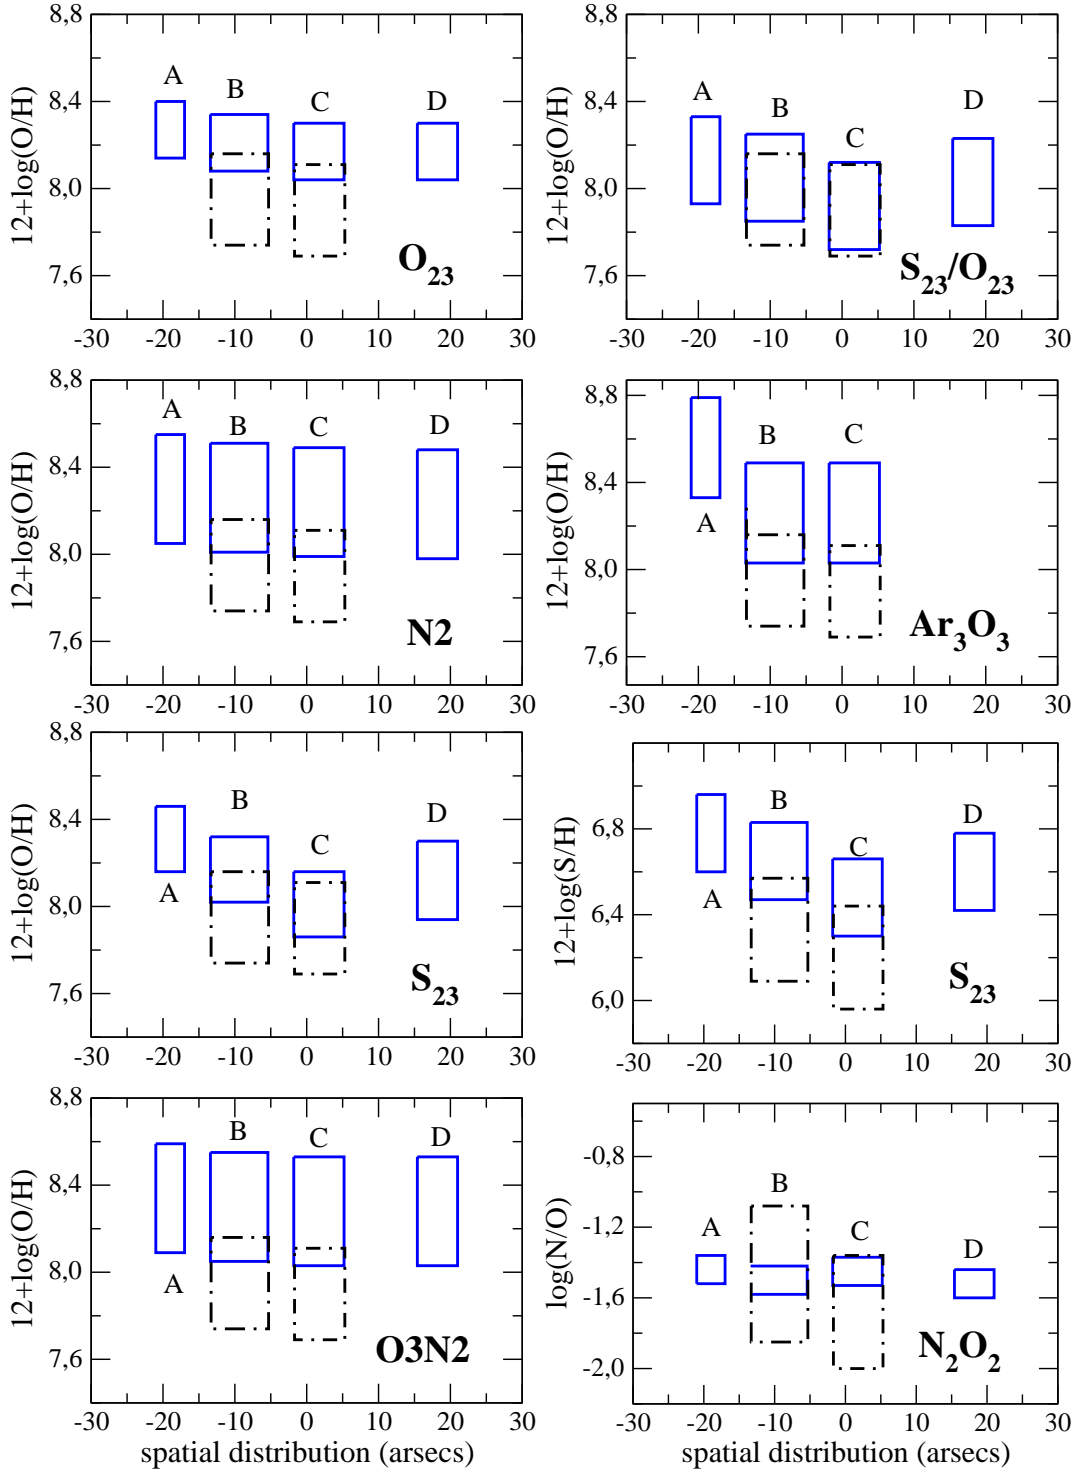 8,8
8,4
8,0
7,6
12+log(O/H)
A
B
C
D
O23
-30 -20 -10 0 10 20 30
8,8
8,4
8,0
7,6
12+log(O/H)
A
B
C
D
S23/O23
-30 -20 -10 0 10 20 30
8,8
8,4
8,0
7,6
12+log(O/H)
A
B
C
D
N2
-30 -20 -10 0 10 20 30
8,8
8,4
8,0
7,6
12+log(O/H)
A
B
C
Ar3O3
-30 -20 -10 0 10 20 30
8,8
8,4
8,0
7,6
12+log(O/H)
A
B
C
D
S23
-30 -20 -10 0 10 20 30
6,8
6,4
6,0
12+log(S/H)
A
B
C
D
S23
-30 -20 -10 0 10 20 30
8,8
8,4
8,0
7,6
12+log(O/H)
A
B
C
D
O3N2
-30 -20 -10 0 10 20 30
spatial distribution (arsecs)
-0,8
-1,2
-1,6
-2,0
log(N/O)
A
B
C
D
N2O2
-30 -20 -10 0 10 20 30
spatial distribution (arsecs)